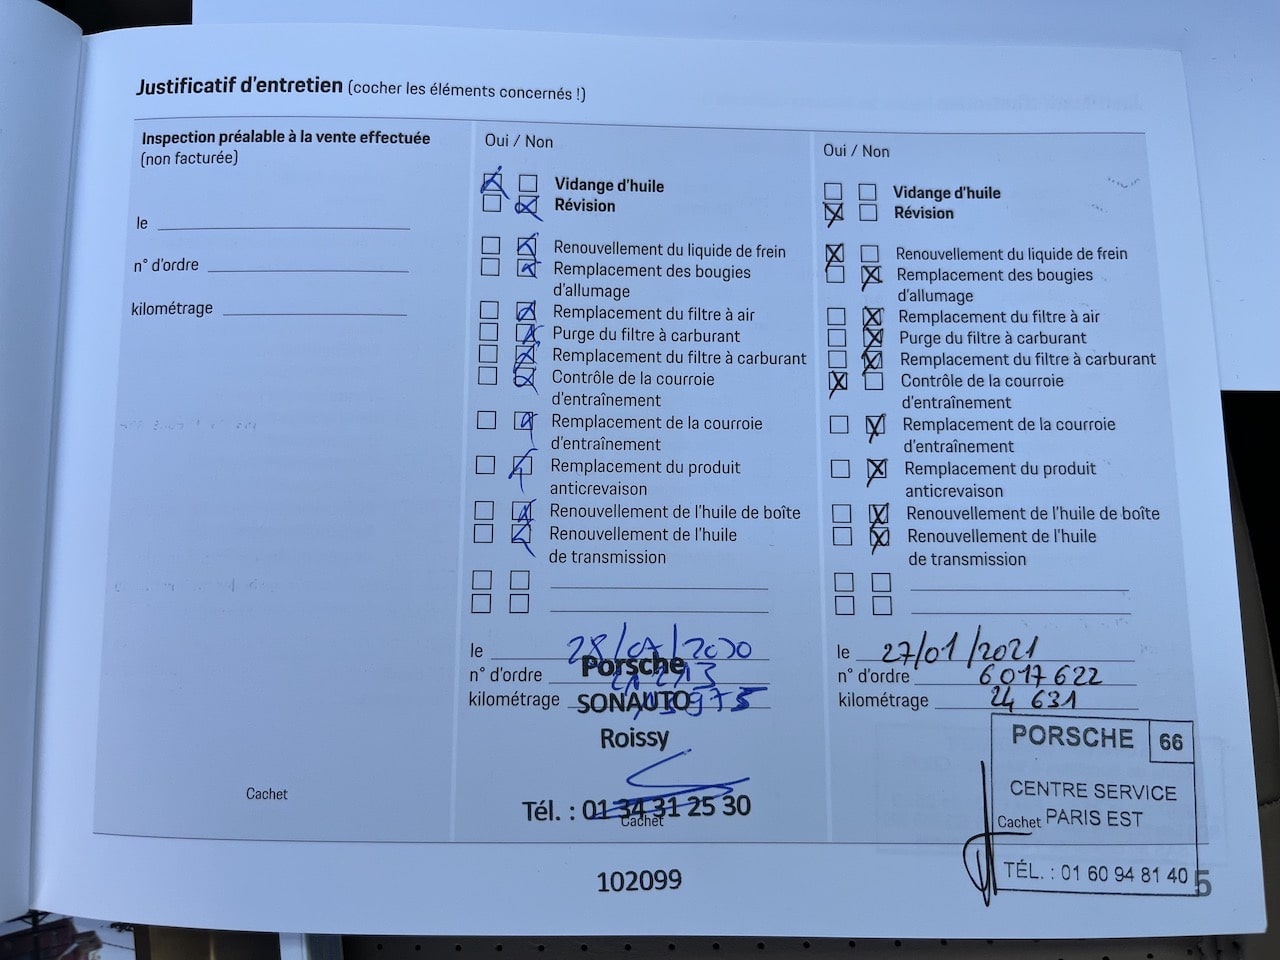 Justificatif d'entretien (cocher les éléments concernés !)
Inspection préalable à la vente effectuée
(non facturée)
le
n° d'ordre
kilométrage
Cachet
Oui / Non
Vidange d'huile
Révision
Renouvellement du liquide de frein
Remplacement des bougies
d'allumage
Remplacement du filtre à air
Purge du filtre à carburant
Remplacement du filtre à carburant
Contrôle de la courroie
d'entraînement
Remplacement de la courroie
d'entraînement
Remplacement du produit
anticrevaison
Renouvellement de l'huile de boîte
Renouvellement de l'huile
de transmission
le 28/07/2020
n° d'ordre
kilométrage
Porsche
SONAUTO
Roissy
Tél. : 01 34 31 25 30
Cachet
102099
Oui / Non
Vidange d'huile
Révision
Renouvellement du liquide de frein
Remplacement des bougies
d'allumage
Remplacement du filtre à air
Purge du filtre à carburant
Remplacement du filtre à carburant
Contrôle de la courroie
d'entraînement
Remplacement de la courroie
d'entraînement
Remplacement du produit
anticrevaison
Renouvellement de l'huile de boîte
Renouvellement de l'huile
de transmission
le 27/01/2021
n° d'ordre 6017622
kilométrage 24 631
PORSCHE 66
CENTRE SERVICE
PARIS EST
Cachet
TÉL. : 01 60 94 81 40
5